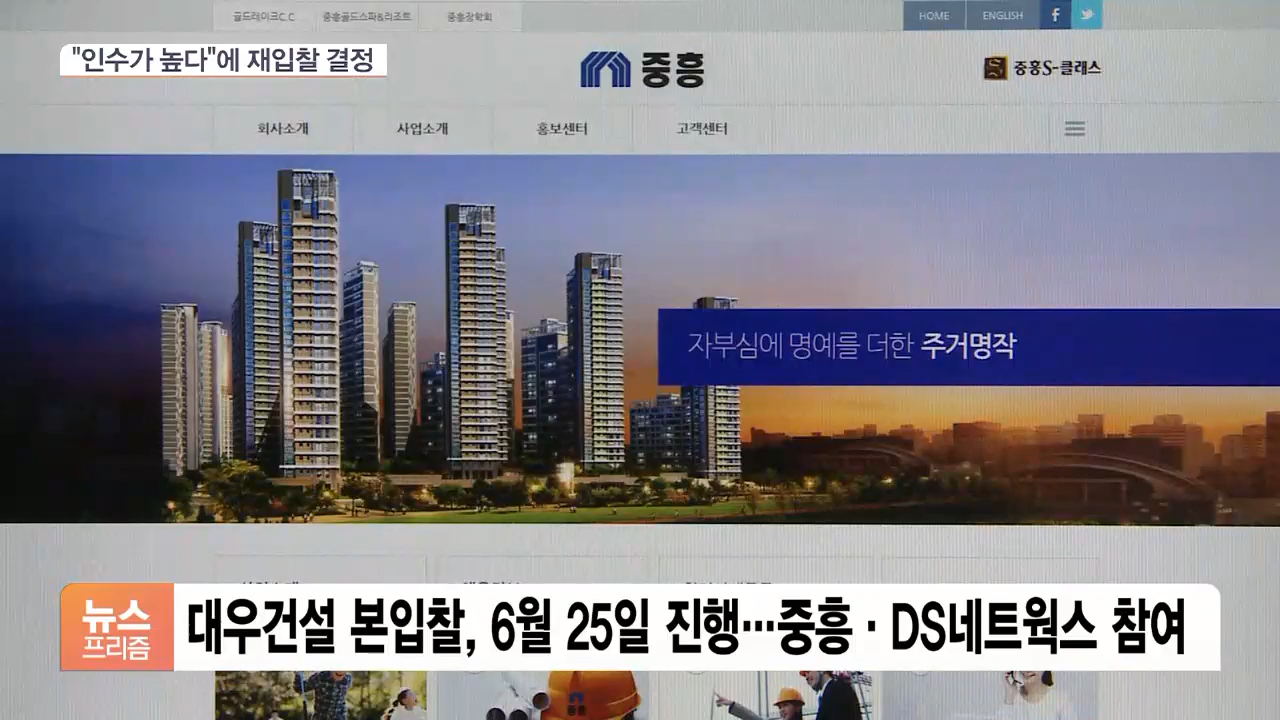 골드레이크C.C 중흥골드스파&리조트 중흥장학회 HOME ENGLISH
"인수가 높다"에 재입찰 결정
중흥
중흥S-클래스
회사소개 사업소개 홍보센터 고객센터
자부심에 명예를 더한 주거명작
뉴스
프리즘
대우건설 본입찰, 6월 25일 진행…중흥·DS네트웍스 참여
중흥